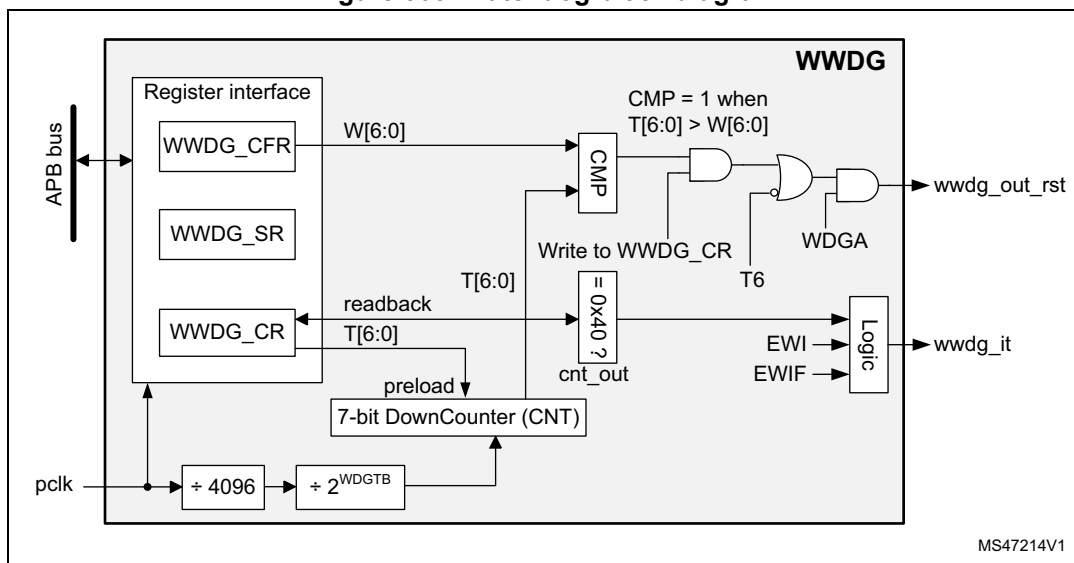 WWDG
Register interface
CMP = 1 when
T[6:0] > W[6:0]
APB bus
WWDG_CFR
W[6:0]
CMP
wwdg_out_rst
WWDG_SR
Write to WWDG_CR
WDGA
T6
T[6:0]
readback
= 0x40 ?
WWDG_CR
T[6:0]
Logic
EWI
wwdg_it
EWIF
cnt_out
preload
7-bit DownCounter (CNT)
pclk
÷ 4096
÷ 2WDGTB
MS47214V1